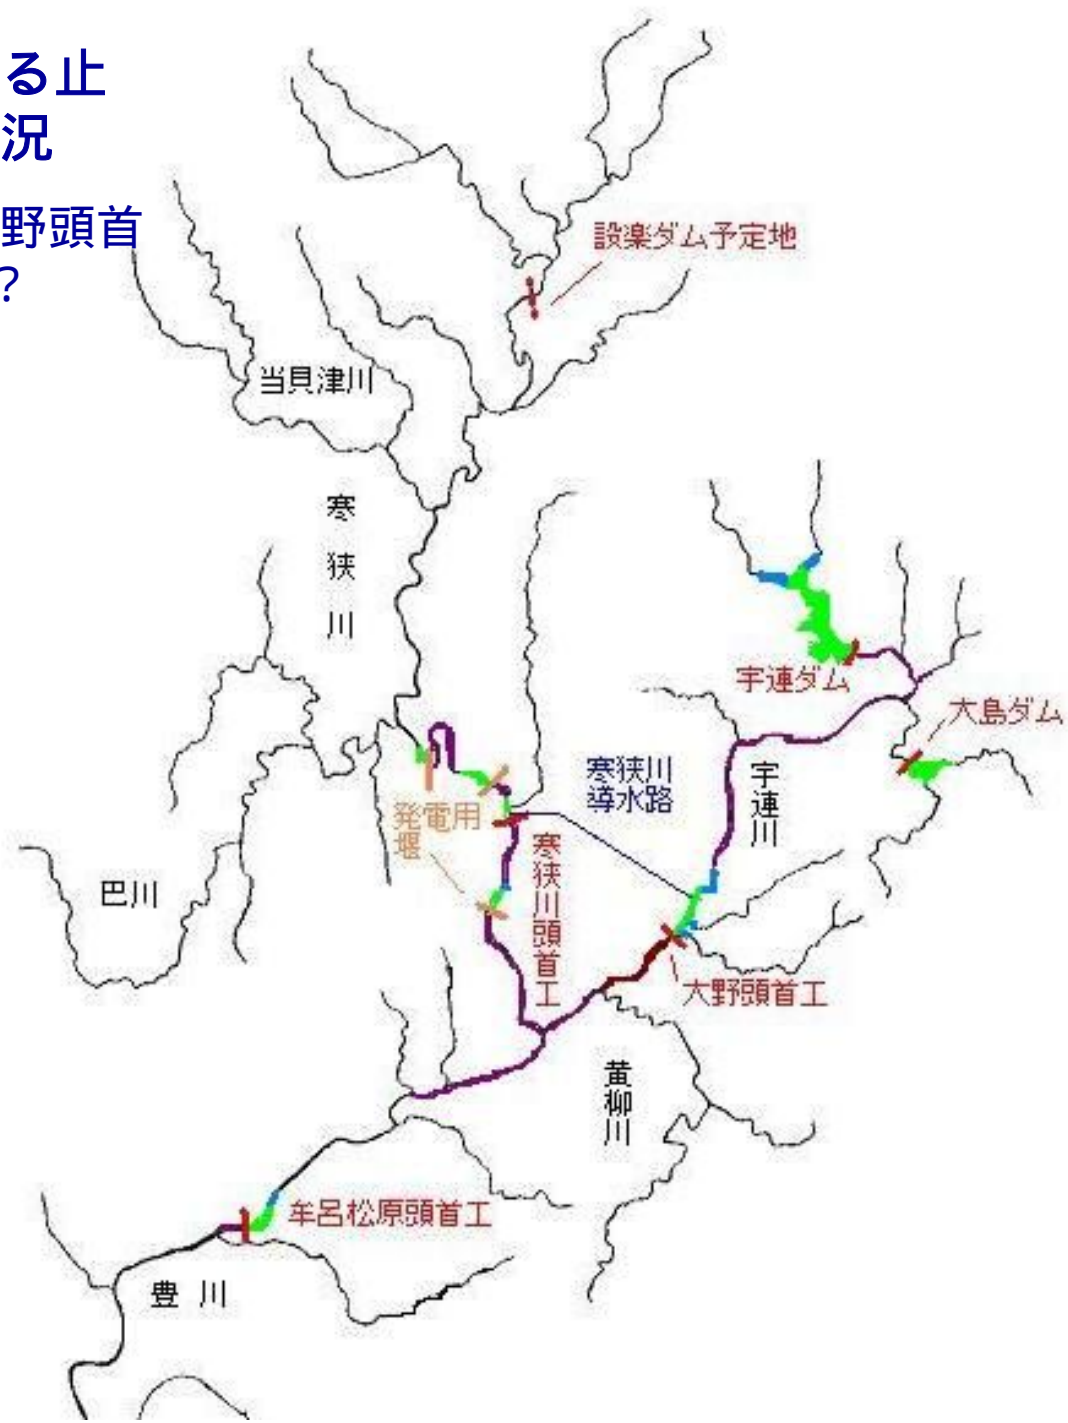 る止
況
野頭首
？
設楽ダム予定地
当貝津川
寒狭川
宇連ダム
大島ダム
寒狭川
導水路
宇連川
発電用
堰
寒狭川頭首工
巴川
大野頭首工
黄柳川
牟呂松原頭首工
豊川